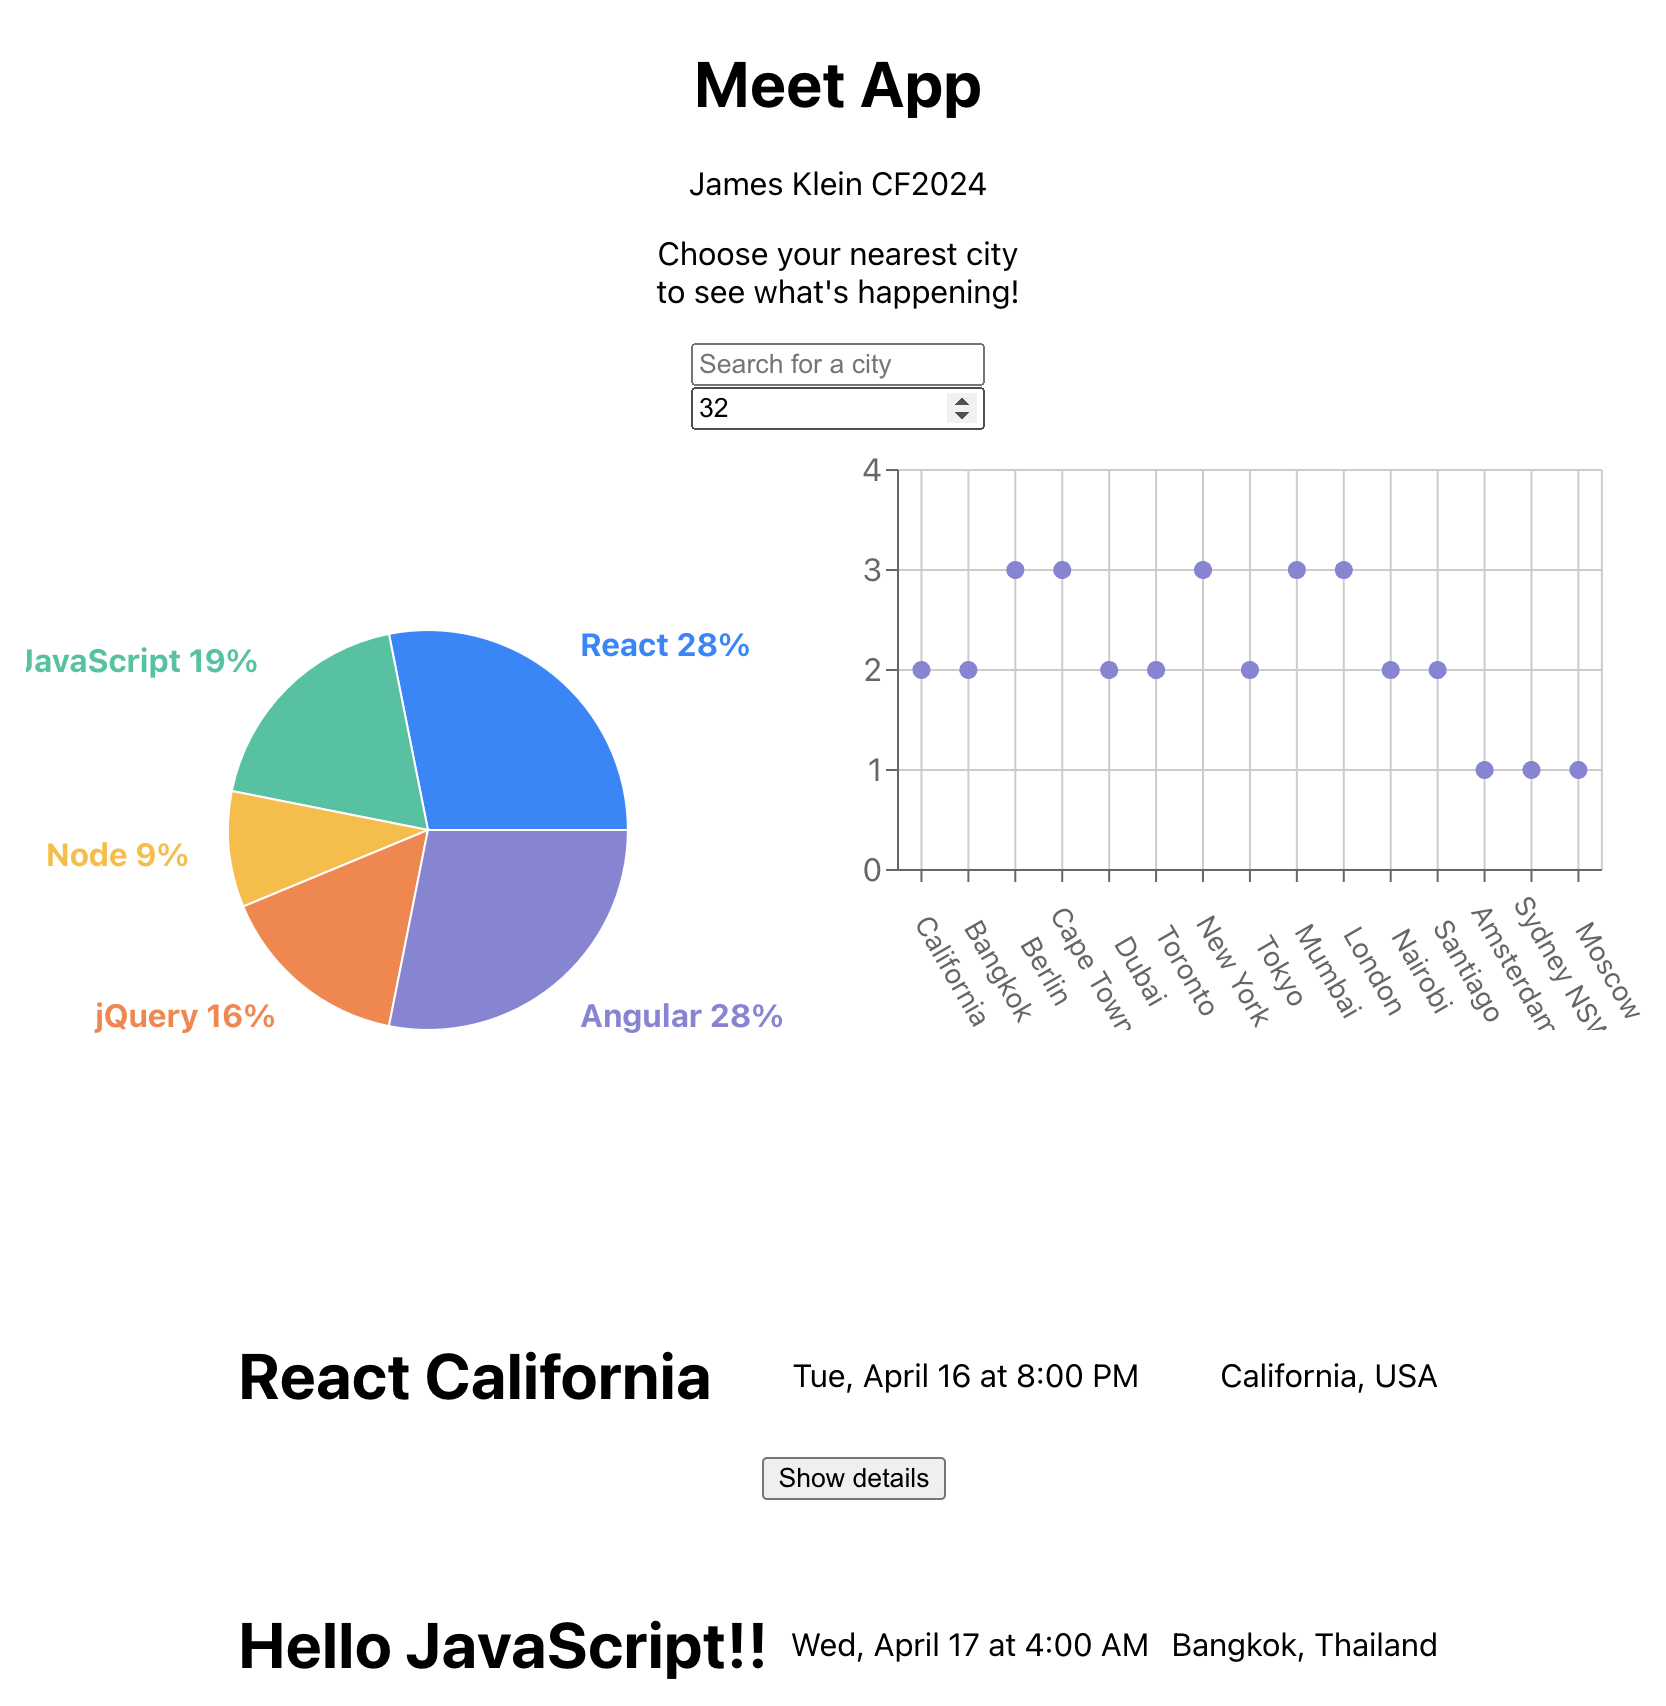 Meet App
James Klein CF2024
Choose your nearest city
to see what's happening!
Search for a city
32
React 28%
JavaScript 19%
Node 9%
jQuery 16%
Angular 28%
4
3
2
1
0
California
Bangkok
Berlin
Cape Town
Dubai
Toronto
New York
Tokyo
Mumbai
London
Nairobi
Santiago
Amsterdam
Sydney NSW
Moscow
React California
Tue, April 16 at 8:00 PM
California, USA
Show details
Hello JavaScript!!
Wed, April 17 at 4:00 AM
Bangkok, Thailand